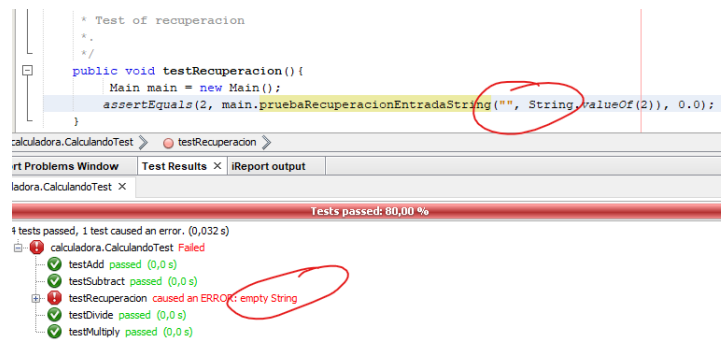 * Test of recuperacion
*.
*/
public void testRecuperacion(){
Main main = new Main();
assertEquals(2, main.pruebaRecuperacionEntradaString("", String.valueOf(2)), 0.0);
}
calculadora.CalculandoTest testRecuperacion
rt Problems Window Test Results × iReport output
ladora.CalculandoTest ×
Tests passed: 80,00 %
4 tests passed, 1 test caused an error. (0,032 s)
calculadora.CalculandoTest Failed
testAdd passed (0,0 s)
testSubtract passed (0,0 s)
testRecuperacion caused an ERROR: empty String
testDivide passed (0,0 s)
testMultiply passed (0,0 s)